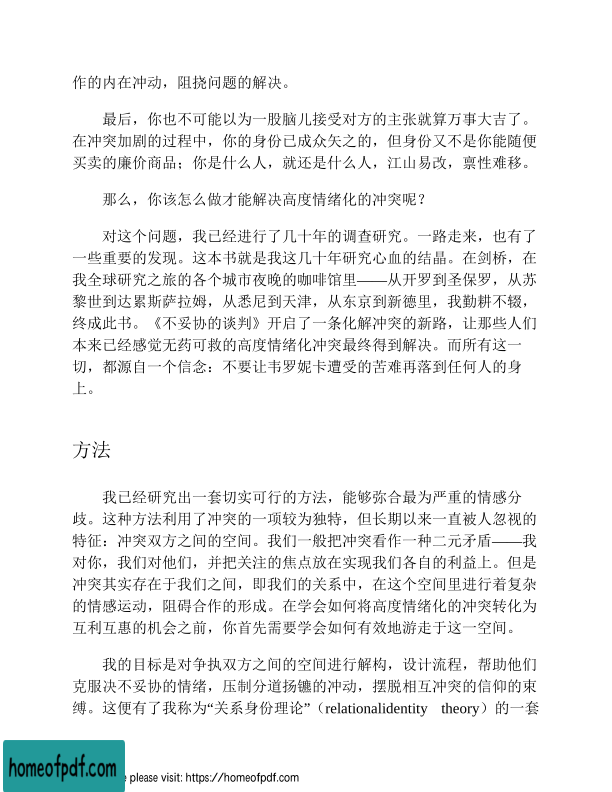 作的内在冲动，阻挠问题的解决。
最后，你也不可能以为一股脑儿接受对方的主张就算万事大吉了。
在冲突加剧的过程中，你的身份已成众矢之的，但身份又不是你能随便
买卖的廉价商品；你是什么人，就还是什么人，江山易改，禀性难移。
那么，你该怎么做才能解决高度情绪化的冲突呢？
对这个问题，我已经进行了几十年的调查研究。一路走来，也有了
一些重要的发现。这本书就是我这几十年研究心血的结晶。在剑桥，在
我全球研究之旅的各个城市夜晚的咖啡馆里——从开罗到圣保罗，从苏
黎世到达累斯萨拉姆，从悉尼到天津，从东京到新德里，我勤耕不辍，
终成此书。《不妥协的谈判》开启了一条化解冲突的新路，让那些人们
本来已经感觉无药可救的高度情绪化冲突最终得到解决。而所有这一
切，都源自一个信念：不要让韦罗妮卡遭受的苦难再落到任何人的身
上。
方法
我已经研究出一套切实可行的方法，能够弥合最为严重的情感分
歧。这种方法利用了冲突的一项较为独特，但长期以来一直被人忽视的
特征：冲突双方之间的空间。我们一般把冲突看作一种二元矛盾——我
对你，我们对他们，并把关注的焦点放在实现我们各自的利益上。但是
冲突其实存在于我们之间，即我们的关系中，在这个空间里进行着复杂
的情感运动，阻碍合作的形成。在学会如何将高度情绪化的冲突转化为
互利互惠的机会之前，你首先需要学会如何有效地游走于这一空间。
我的目标是对争执双方之间的空间进行解构，设计流程，帮助他们
克服决不妥协的情绪，压制分道扬镳的冲动，摆脱相互冲突的信仰的束
缚。这便有了我称为“关系身份理论”（relationalidentity theory）的一套
homeofpdf.com
please visit: https://homeofpdf.com